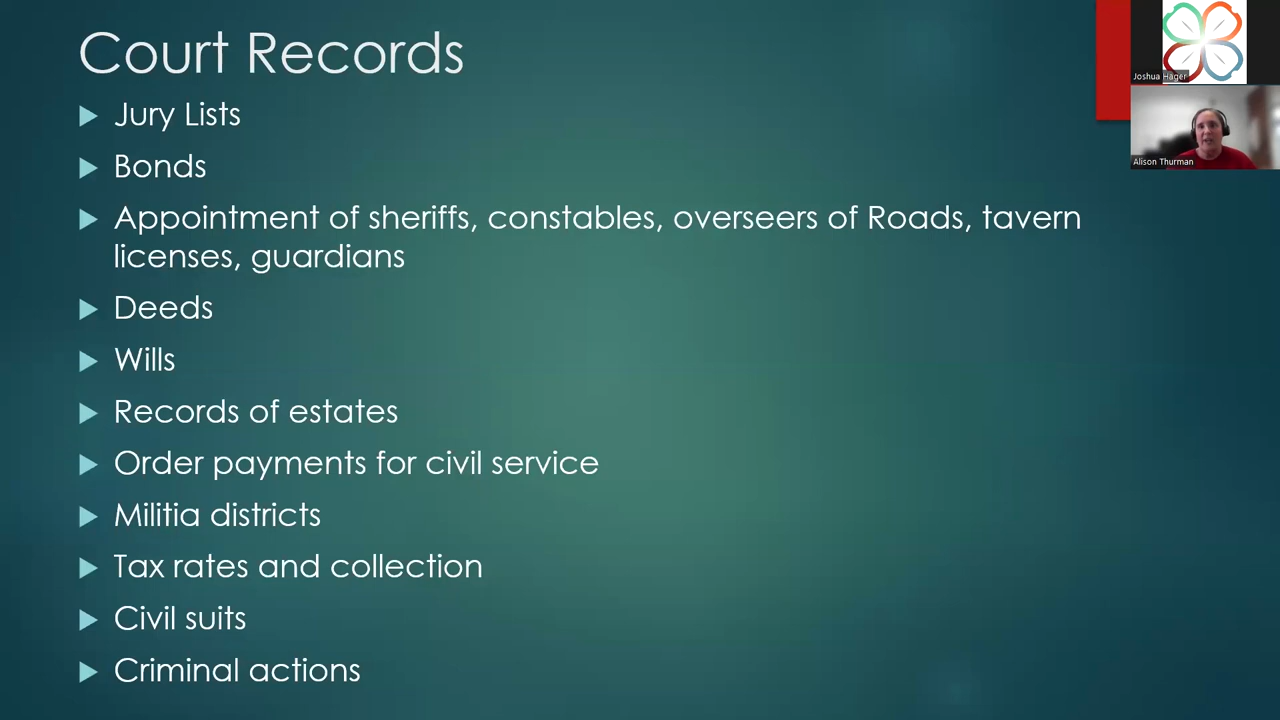 Court Records
Jury Lists
Bonds
Appointment of sheriffs, constables, overseers of Roads, tavern
licenses, guardians
Deeds
Wills
Records of estates
Order payments for civil service
Militia districts
Tax rates and collection
Civil suits
Criminal actions
Joshua Hager
Alison Thurman